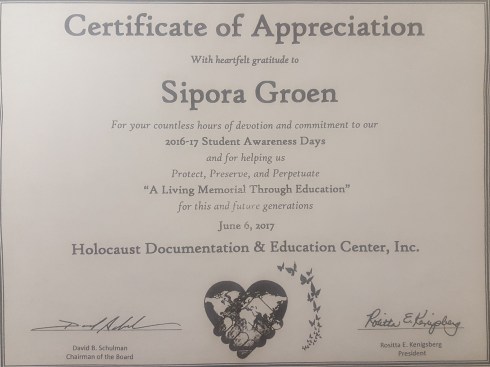 Certificate of Appreciation
With heartfelt gratitude to
Sipora Groen
For your countless hours of devotion and commitment to our
2016-17 Student Awareness Days
and for helping us
Protect, Preserve, and Perpetuate
"A Living Memorial Through Education"
for this and future generations
June 6, 2017
Holocaust Documentation & Education Center, Inc.
Rositta E. Kenigsberg
David B. Schulman
Chairman of the Board
Rositta E. Kenigsberg
President